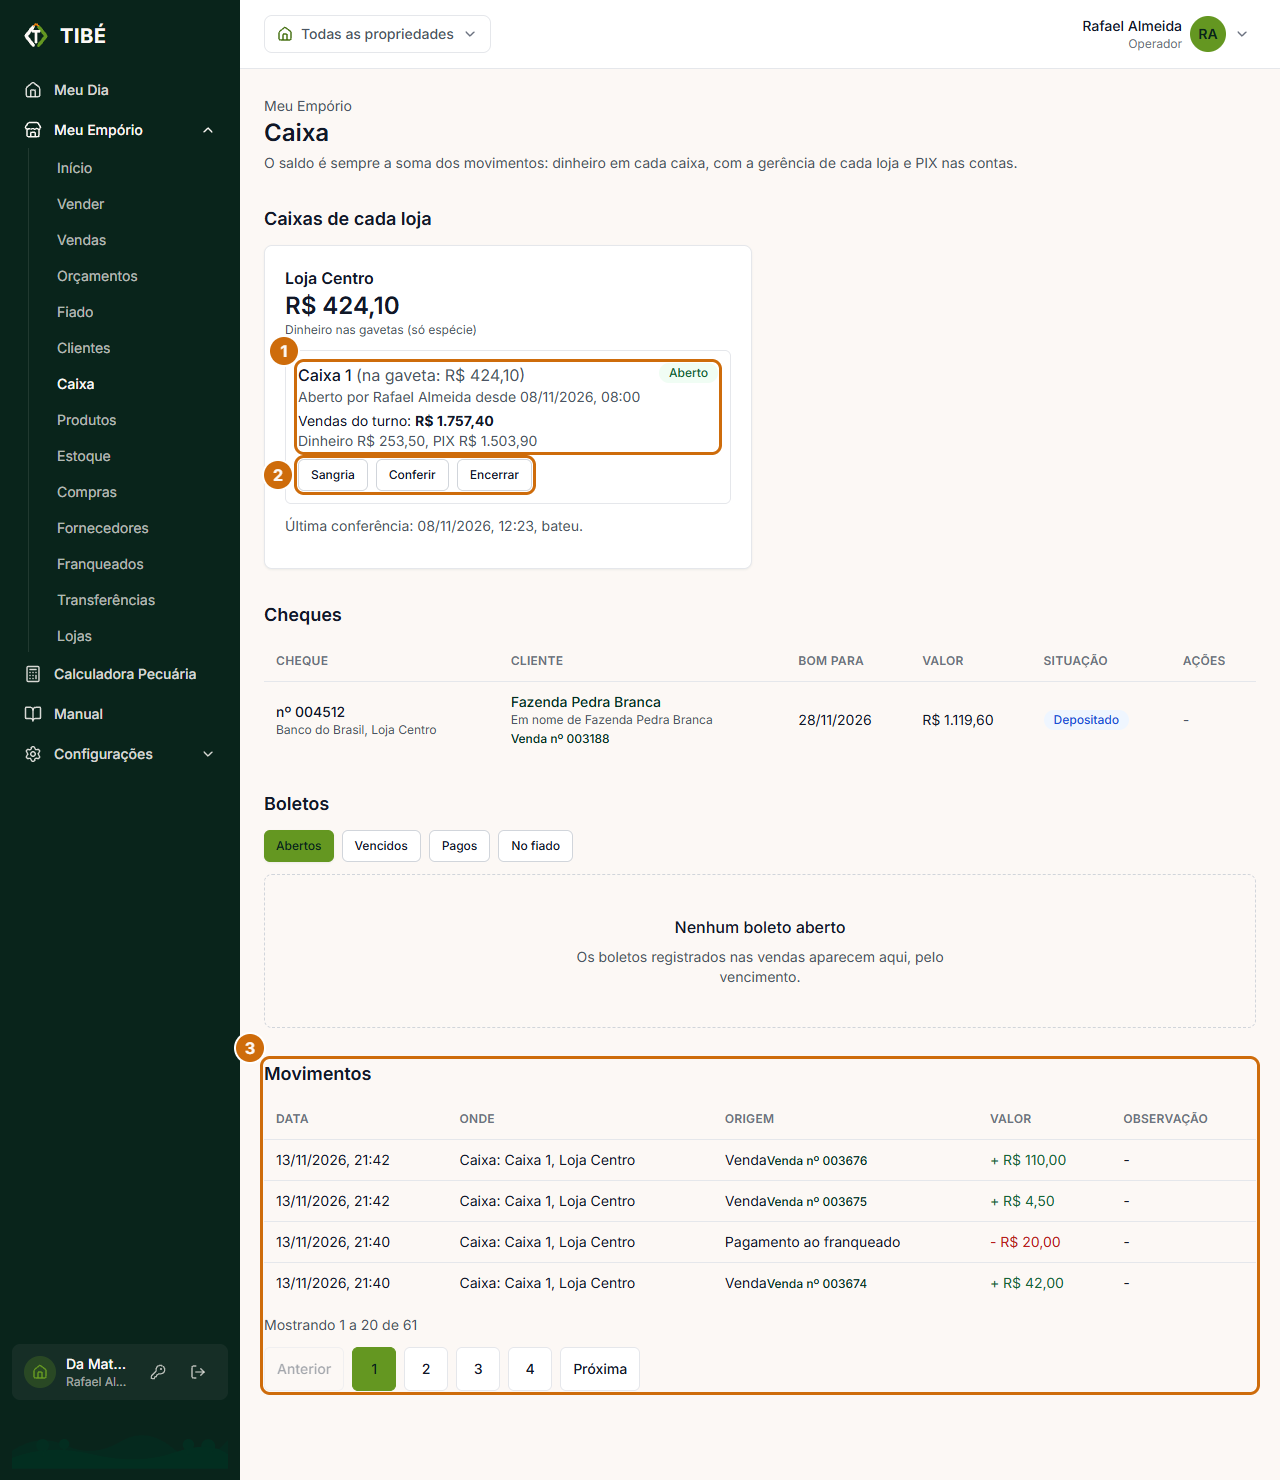 TIBÉ
Meu Dia
Meu Empório
Início
Vender
Vendas
Orçamentos
Fiado
Clientes
Caixa
Produtos
Estoque
Compras
Fornecedores
Franqueados
Transferências
Lojas
Calculadora Pecuária
Manual
Configurações
Da Mat...
Rafael Al...
Todas as propriedades
Rafael Almeida
Operador
RA
Meu Empório
Caixa
O saldo é sempre a soma dos movimentos: dinheiro em cada caixa, com a gerência de cada loja e PIX nas contas.
Caixas de cada loja
Loja Centro
R$ 424,10
Dinheiro nas gavetas (só espécie)
1
Caixa 1 (na gaveta: R$ 424,10) Aberto
Aberto por Rafael Almeida desde 08/11/2026, 08:00
Vendas do turno: R$ 1.757,40
Dinheiro R$ 253,50, PIX R$ 1.503,90
2
Sangria Conferir Encerrar
Última conferência: 08/11/2026, 12:23, bateu.
Cheques
CHEQUE CLIENTE BOM PARA VALOR SITUAÇÃO AÇÕES
nº 004512
Banco do Brasil, Loja Centro
Fazenda Pedra Branca
Em nome de Fazenda Pedra Branca
Venda nº 003188
28/11/2026 R$ 1.119,60 Depositado -
Boletos
Abertos Vencidos Pagos No fiado
Nenhum boleto aberto
Os boletos registrados nas vendas aparecem aqui, pelo
vencimento.
3
Movimentos
DATA ONDE ORIGEM VALOR OBSERVAÇÃO
13/11/2026, 21:42 Caixa: Caixa 1, Loja Centro VendaVenda nº 003676 + R$ 110,00 -
13/11/2026, 21:42 Caixa: Caixa 1, Loja Centro VendaVenda nº 003675 + R$ 4,50 -
13/11/2026, 21:40 Caixa: Caixa 1, Loja Centro Pagamento ao franqueado - R$ 20,00 -
13/11/2026, 21:40 Caixa: Caixa 1, Loja Centro VendaVenda nº 003674 + R$ 42,00 -
Mostrando 1 a 20 de 61
Anterior 1 2 3 4 Próxima